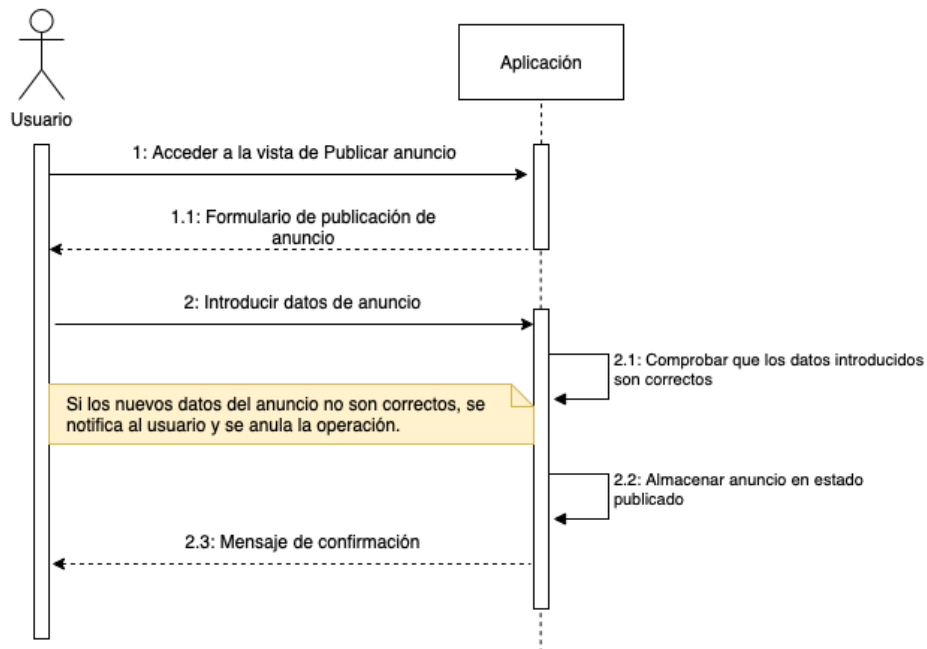 Aplicación
Usuario
1: Acceder a la vista de Publicar anuncio
1.1: Formulario de publicación de
anuncio
2: Introducir datos de anuncio
2.1: Comprobar que los datos introducidos
son correctos
Si los nuevos datos del anuncio no son correctos, se
notifica al usuario y se anula la operación.
2.2: Almacenar anuncio en estado
publicado
2.3: Mensaje de confirmación